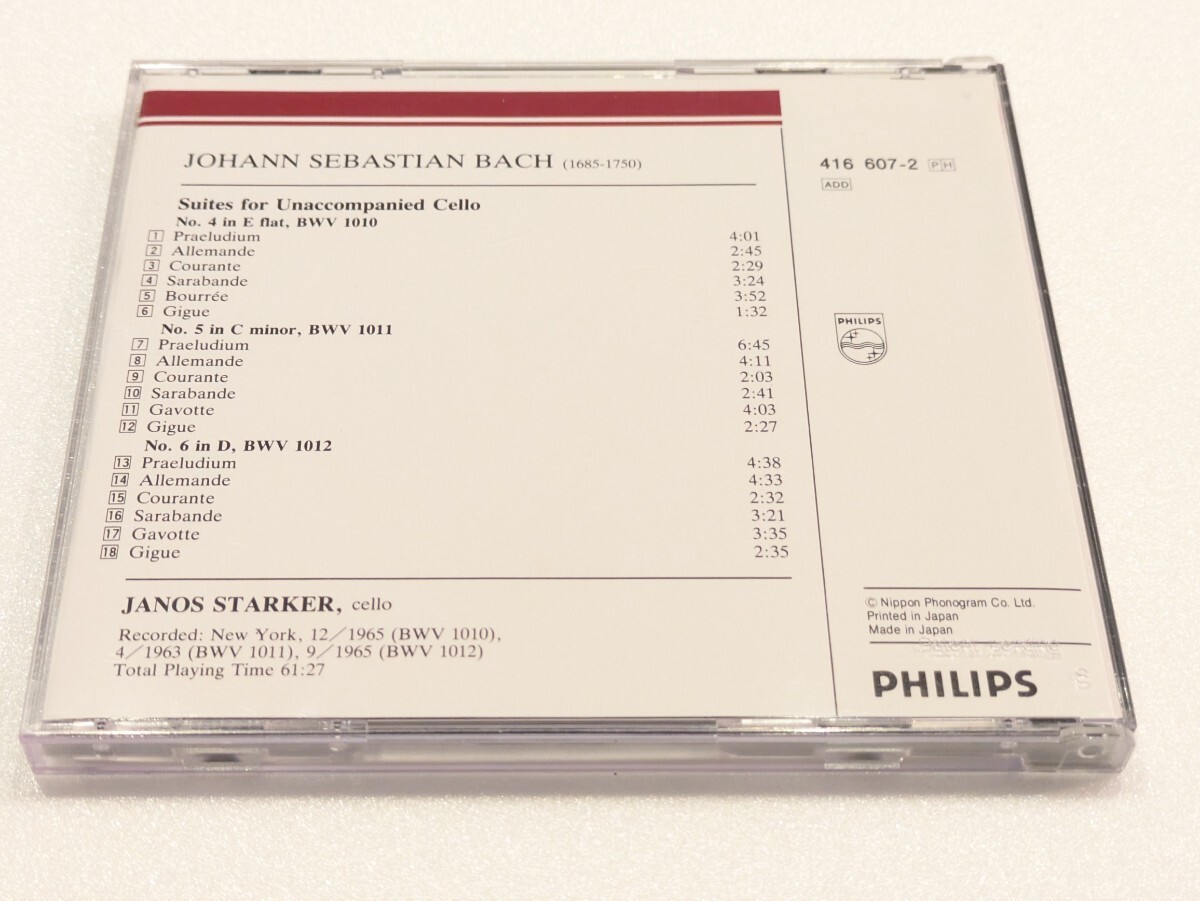 JOHANN SEBASTIAN BACH (1685-1750)
Suites for Unaccompanied Cello
No. 4 in E flat, BWV 1010
1 Praeludium 4:01
2 Allemande 2:45
3 Courante 2:29
4 Sarabande 3:24
5 Bourrée 3:52
6 Gigue 1:32
No. 5 in C minor, BWV 1011
7 Praeludium 6:45
8 Allemande 4:11
9 Courante 2:03
10 Sarabande 2:41
11 Gavotte 4:03
12 Gigue 2:27
No. 6 in D, BWV 1012
13 Praeludium 4:38
14 Allemande 4:33
15 Courante 2:32
16 Sarabande 3:21
17 Gavotte 3:35
18 Gigue 2:35
JANOS STARKER, cello
Recorded: New York, 12/1965 (BWV 1010),
4/1963 (BWV 1011), 9/1965 (BWV 1012)
Total Playing Time 61:27
416 607-2 PH
ADD
PHILIPS
© Nippon Phonogram Co. Ltd.
Printed in Japan
Made in Japan
PHILIPS